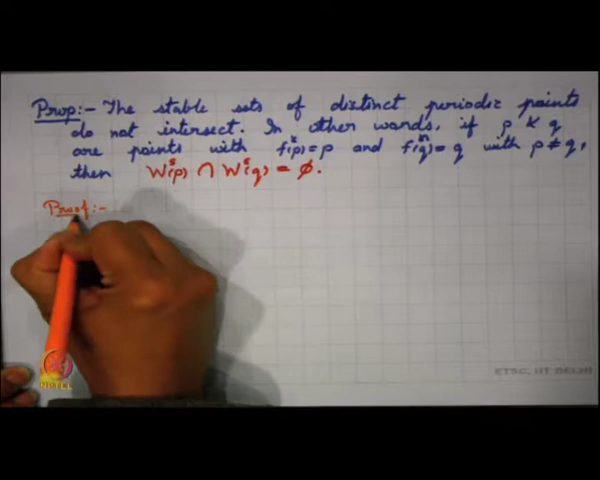 Prop:- The stable sets of distinct periodic points
do not intersect. In other words, if p & q
are points with f^k(p)=p and f^n(q)=q with p≠q,
then W^s(p) ∩ W^s(q) = φ.
Proof:-
NPTEL
ETSC, IIT DELHI